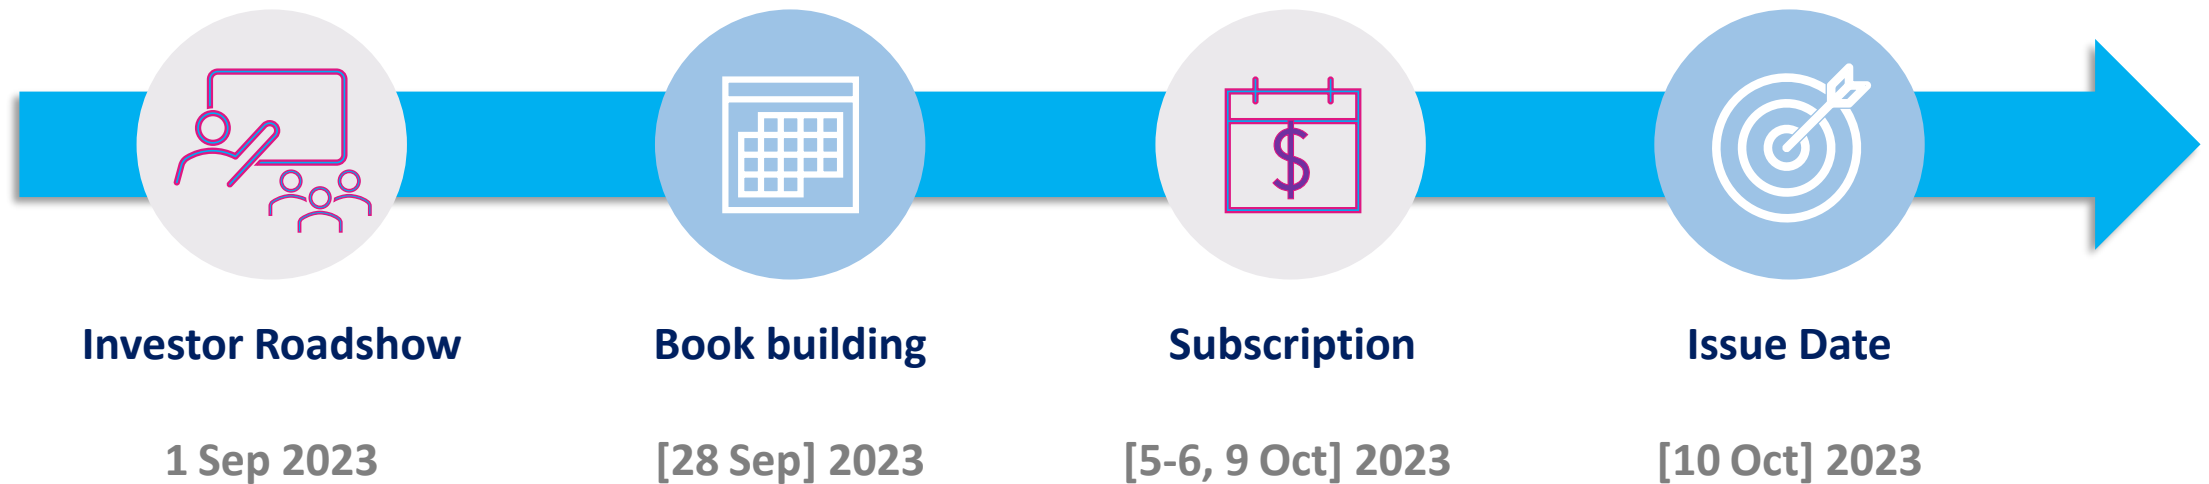 Investor Roadshow
Book building
Subscription
Issue Date
1 Sep 2023
[28 Sep] 2023
[5-6, 9 Oct] 2023
[10 Oct] 2023
$